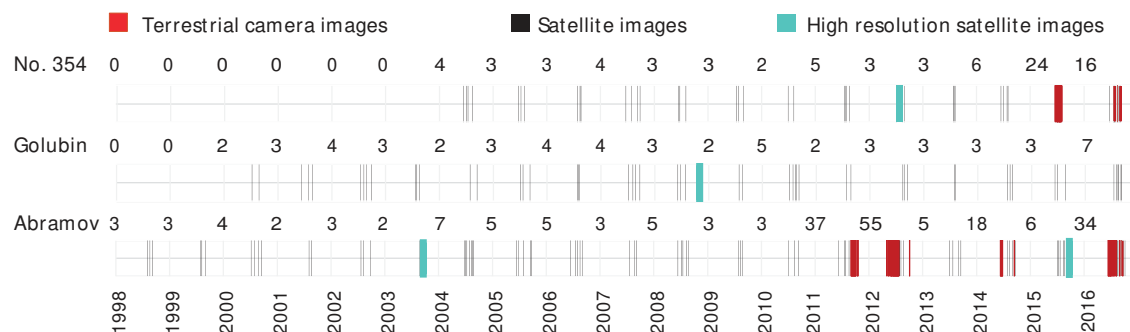 Terrestrial camera images Satellite images High resolution satellite images
No. 354 0 0 0 0 0 0 4 3 3 4 3 3 2 5 3 3 6 24 16
Golubin 0 0 2 3 4 3 2 3 4 4 3 2 5 2 3 3 3 3 7
Abramov 3 3 4 2 3 2 7 5 5 3 5 3 3 37 55 5 18 6 34
1998 1999 2000 2001 2002 2003 2004 2005 2006 2007 2008 2009 2010 2011 2012 2013 2014 2015 2016